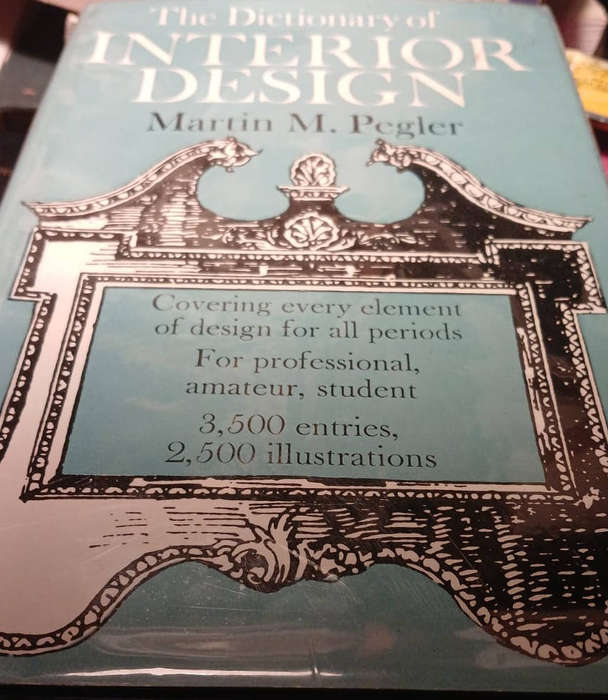 The Dictionary of
INTERIOR
DESIGN
Martin M. Pegler
Covering every element
of design for all periods
For professional,
amateur, student
3,500 entries,
2,500 illustrations